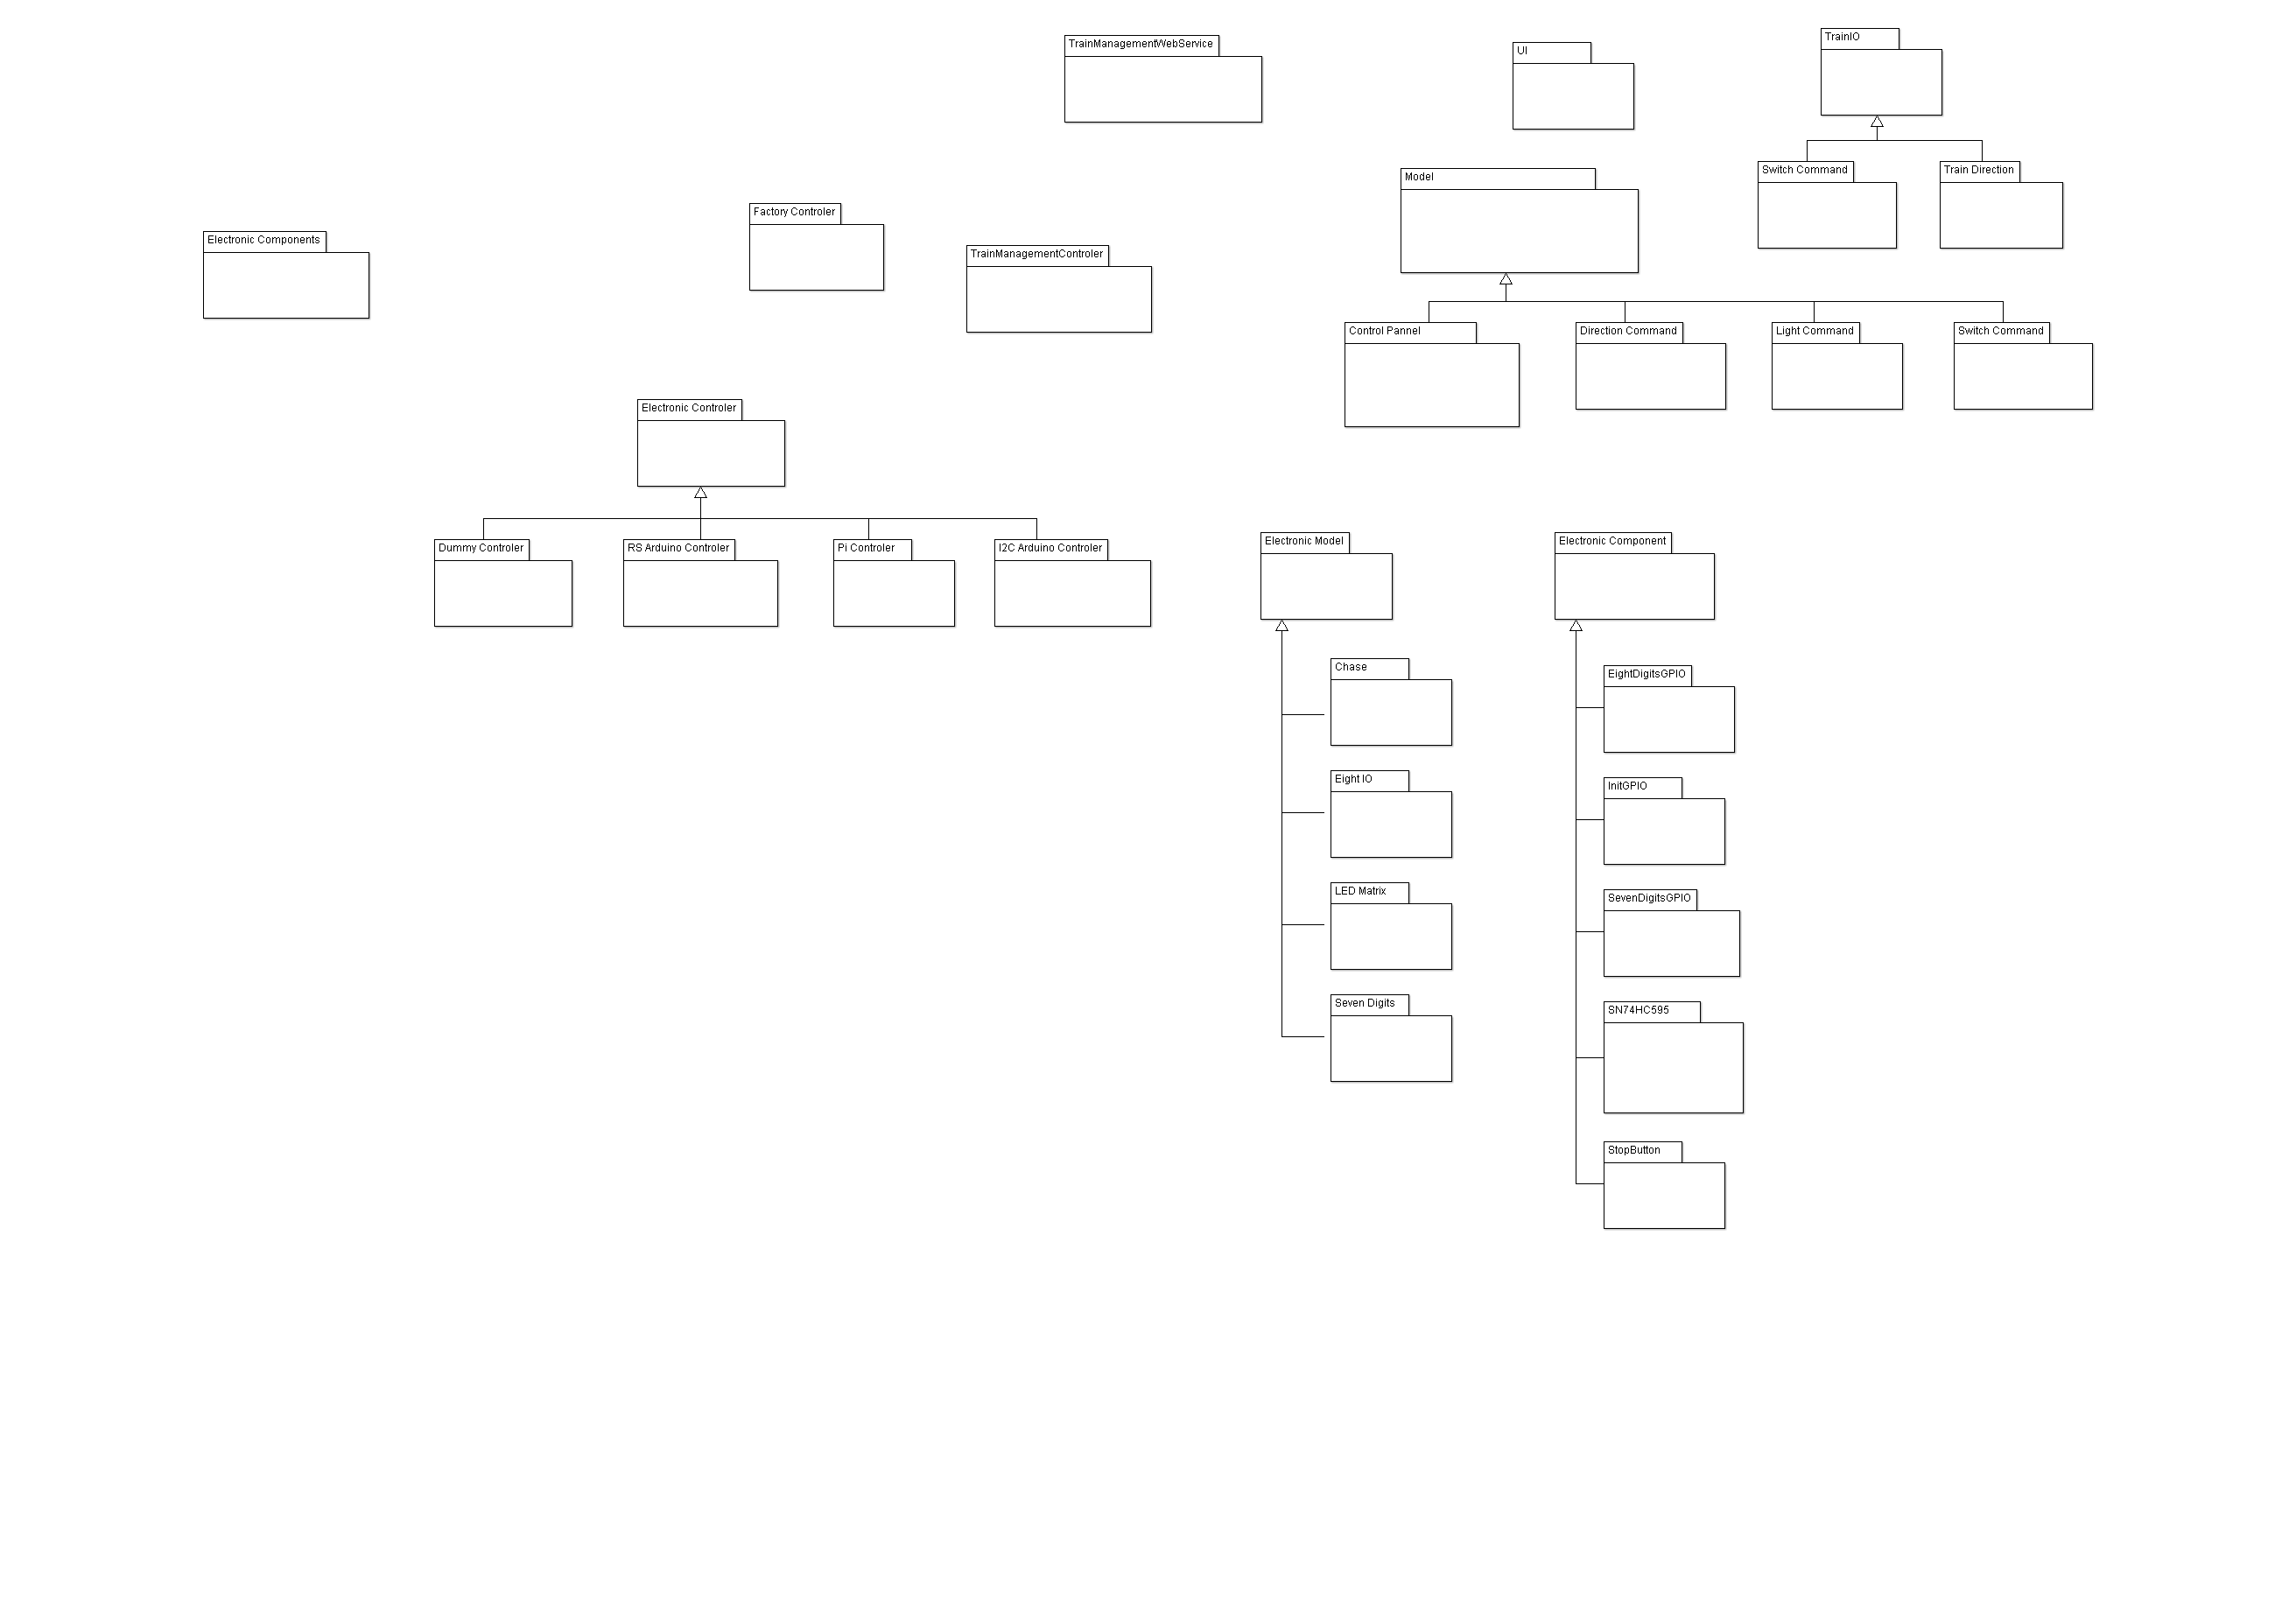 TrainManagementWebService
UI
TrainIO
Switch Command
Train Direction
Model
Factory Controler
Electronic Components
TrainManagementControler
Control Pannel
Direction Command
Light Command
Switch Command
Electronic Controler
Dummy Controler
RS Arduino Controler
Pi Controler
I2C Arduino Controler
Electronic Model
Electronic Component
Chase
EightDigitsGPIO
Eight IO
InitGPIO
LED Matrix
SevenDigitsGPIO
Seven Digits
SN74HC595
StopButton